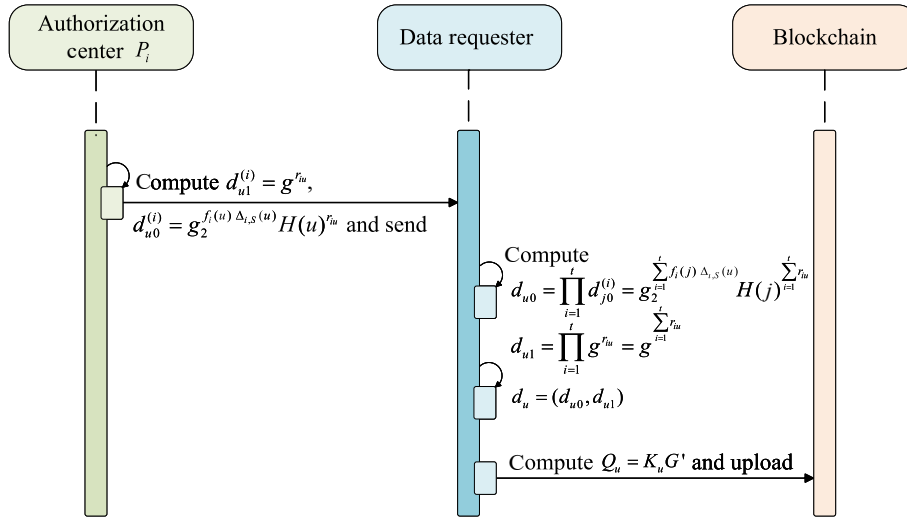 Authorization center P_i
Data requester
Blockchain
Compute d_{u1}^{(i)} = g^{r_{iu}},
d_{u0}^{(i)} = g_2^{f_i(u) Δ_{i,S}(u)} H(u)^{r_{iu}} and send
Compute
d_{u0} = ∏_{i=1}^{t} d_{j0}^{(i)} = g_2^{∑_{i=1}^{t} f_i(j) Δ_{i,S}(u)} H(j)^{∑_{i=1}^{t} r_{iu}}
d_{u1} = ∏_{i=1}^{t} g^{r_{iu}} = g^{∑_{i=1}^{t} r_{iu}}
d_u = (d_{u0}, d_{u1})
Compute Q_u = K_u G' and upload